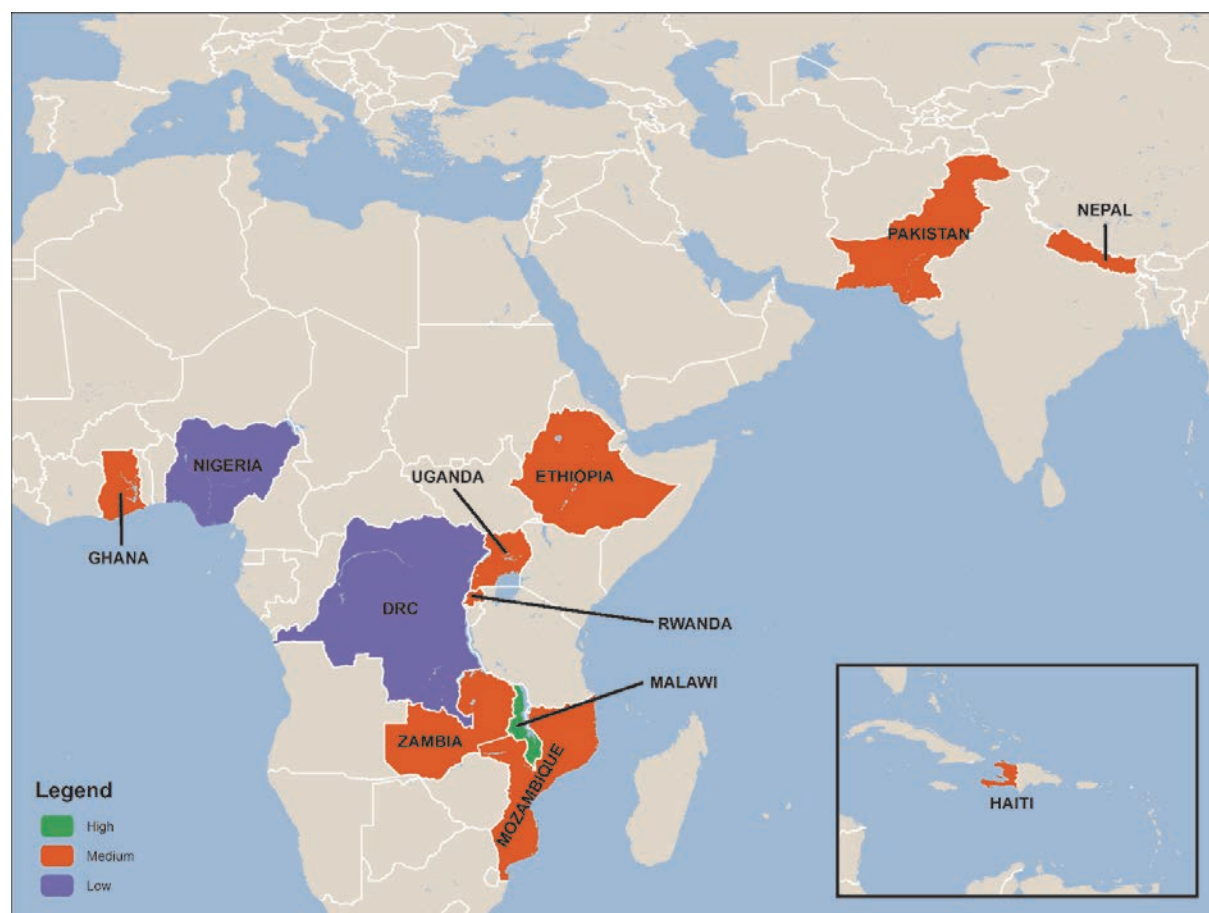 NEPAL
PAKISTAN
NIGERIA
UGANDA
ETHIOPIA
GHANA
DRC
RWANDA
MALAWI
ZAMBIA
MOZAMBIQUE
HAITI
Legend
High
Medium
Low